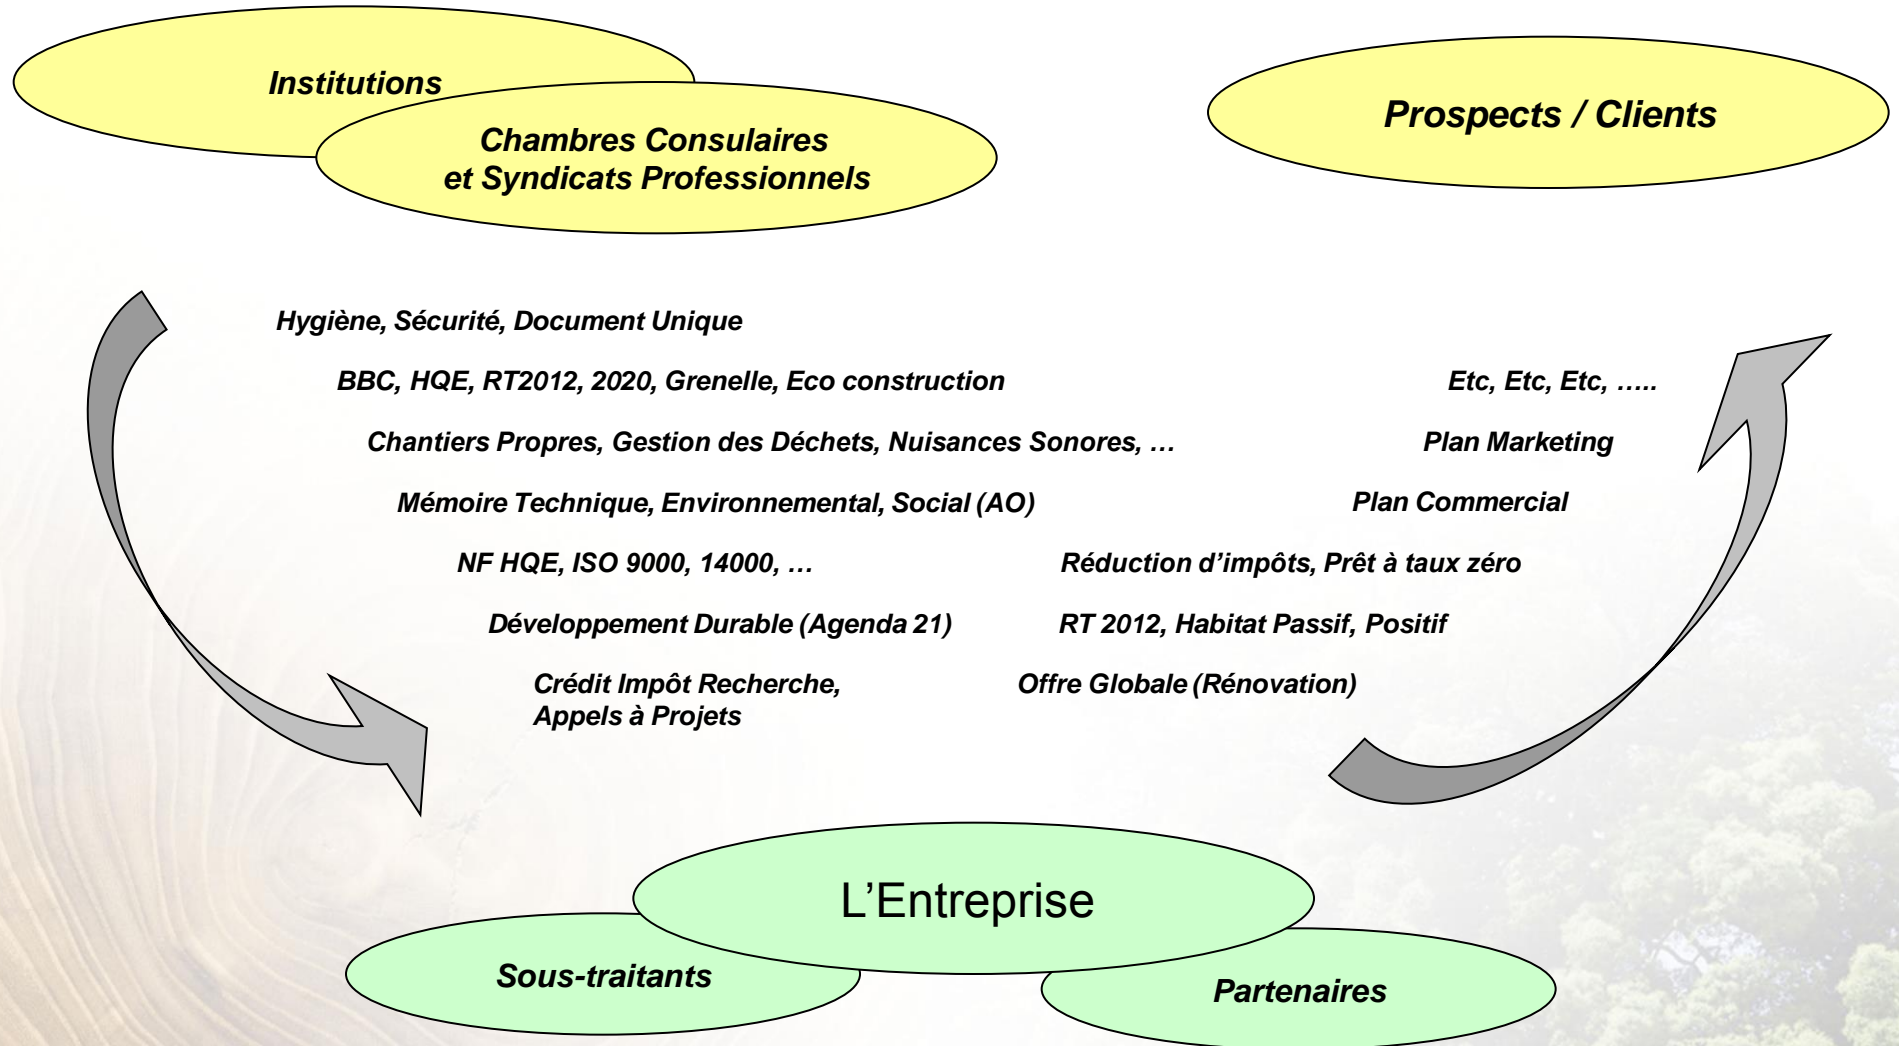 Institutions
Chambres Consulaires
et Syndicats Professionnels
Prospects / Clients
Hygiène, Sécurité, Document Unique
BBC, HQE, RT2012, 2020, Grenelle, Eco construction
Chantiers Propres, Gestion des Déchets, Nuisances Sonores, …
Mémoire Technique, Environnemental, Social (AO)
NF HQE, ISO 9000, 14000, …
Développement Durable (Agenda 21)
Crédit Impôt Recherche,
Appels à Projets
Etc, Etc, Etc, …..
Plan Marketing
Plan Commercial
Réduction d’impôts, Prêt à taux zéro
RT 2012, Habitat Passif, Positif
Offre Globale (Rénovation)
L’Entreprise
Sous-traitants
Partenaires